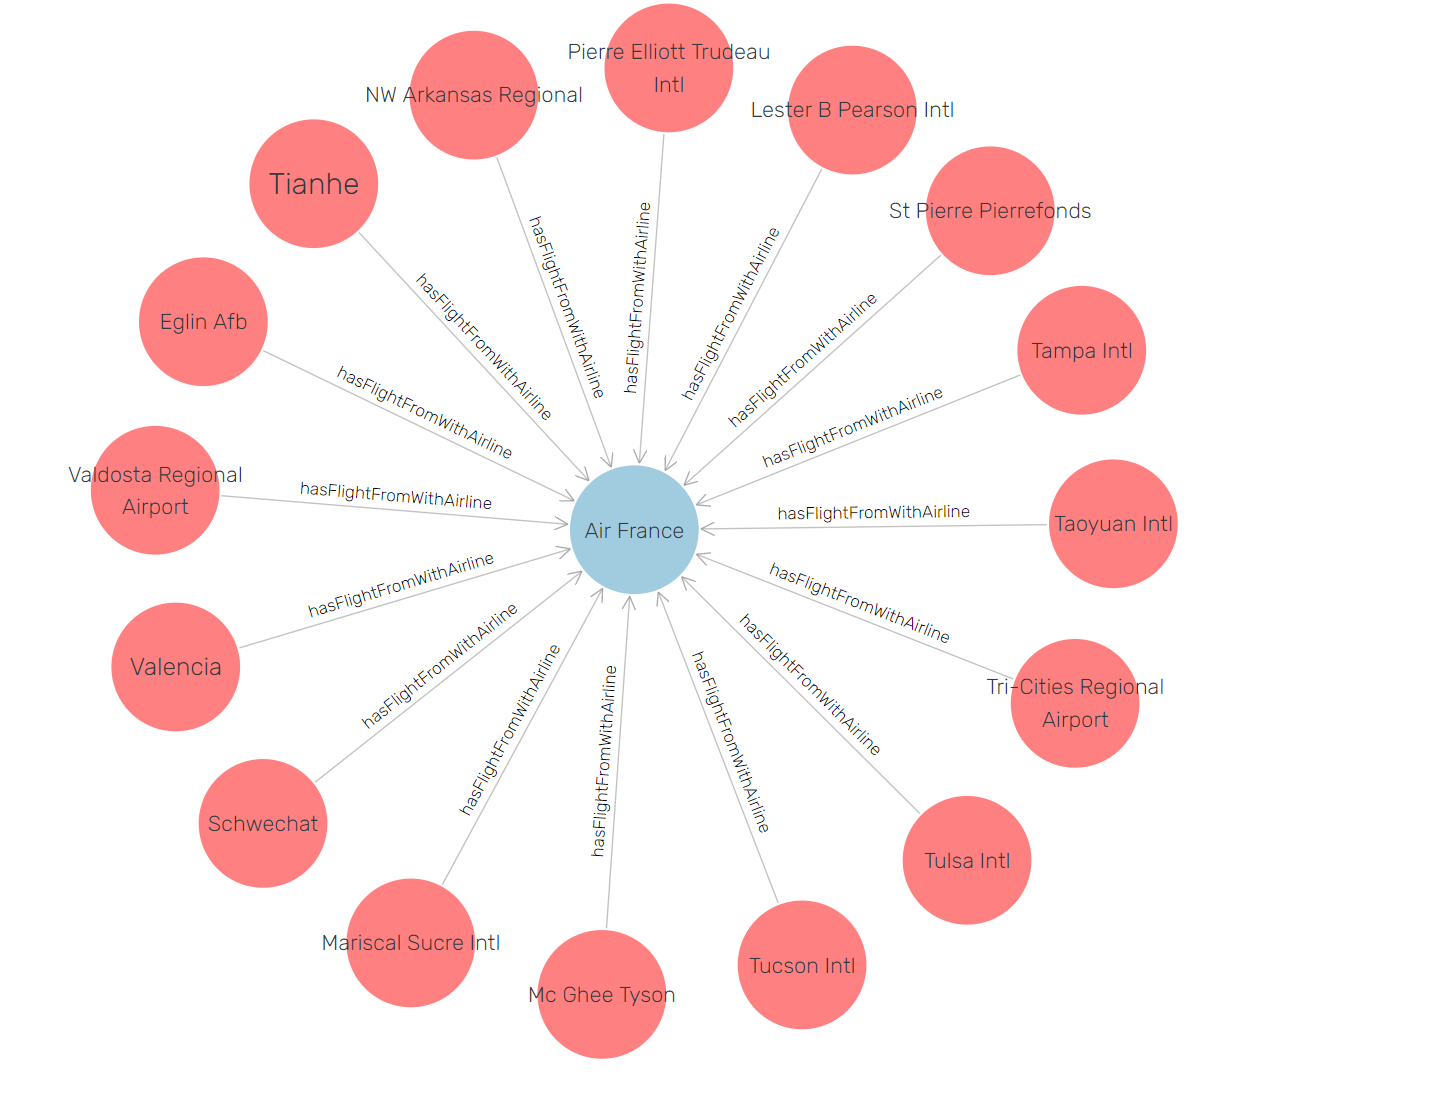 Pierre Elliott Trudeau
Intl
NW Arkansas Regional
Lester B Pearson Intl
Tianhe
St Pierre Pierrefonds
hasFlightFromWithAirline
hasFlightFromWithAirline
hasFlightFromWithAirline
hasFlightFromWithAirline
hasFlightFromWithAirline
Eglin Afb
Tampa Intl
hasFlightFromWithAirline
hasFlightFromWithAirline
Valdosta Regional
Airport
hasFlightFromWithAirline
hasFlightFromWithAirline
Taoyuan Intl
Air France
hasFlightFromWithAirline
hasFlightFromWithAirline
Valencia
Tri-Cities Regional
Airport
hasFlightFromWithAirline
hasFlightFromWithAirline
hasFlightFromWithAirline
hasFlightFromWithAirline
hasFlightFromWithAirline
Schwechat
Tulsa Intl
Mariscal Sucre Intl
Tucson Intl
Mc Ghee Tyson